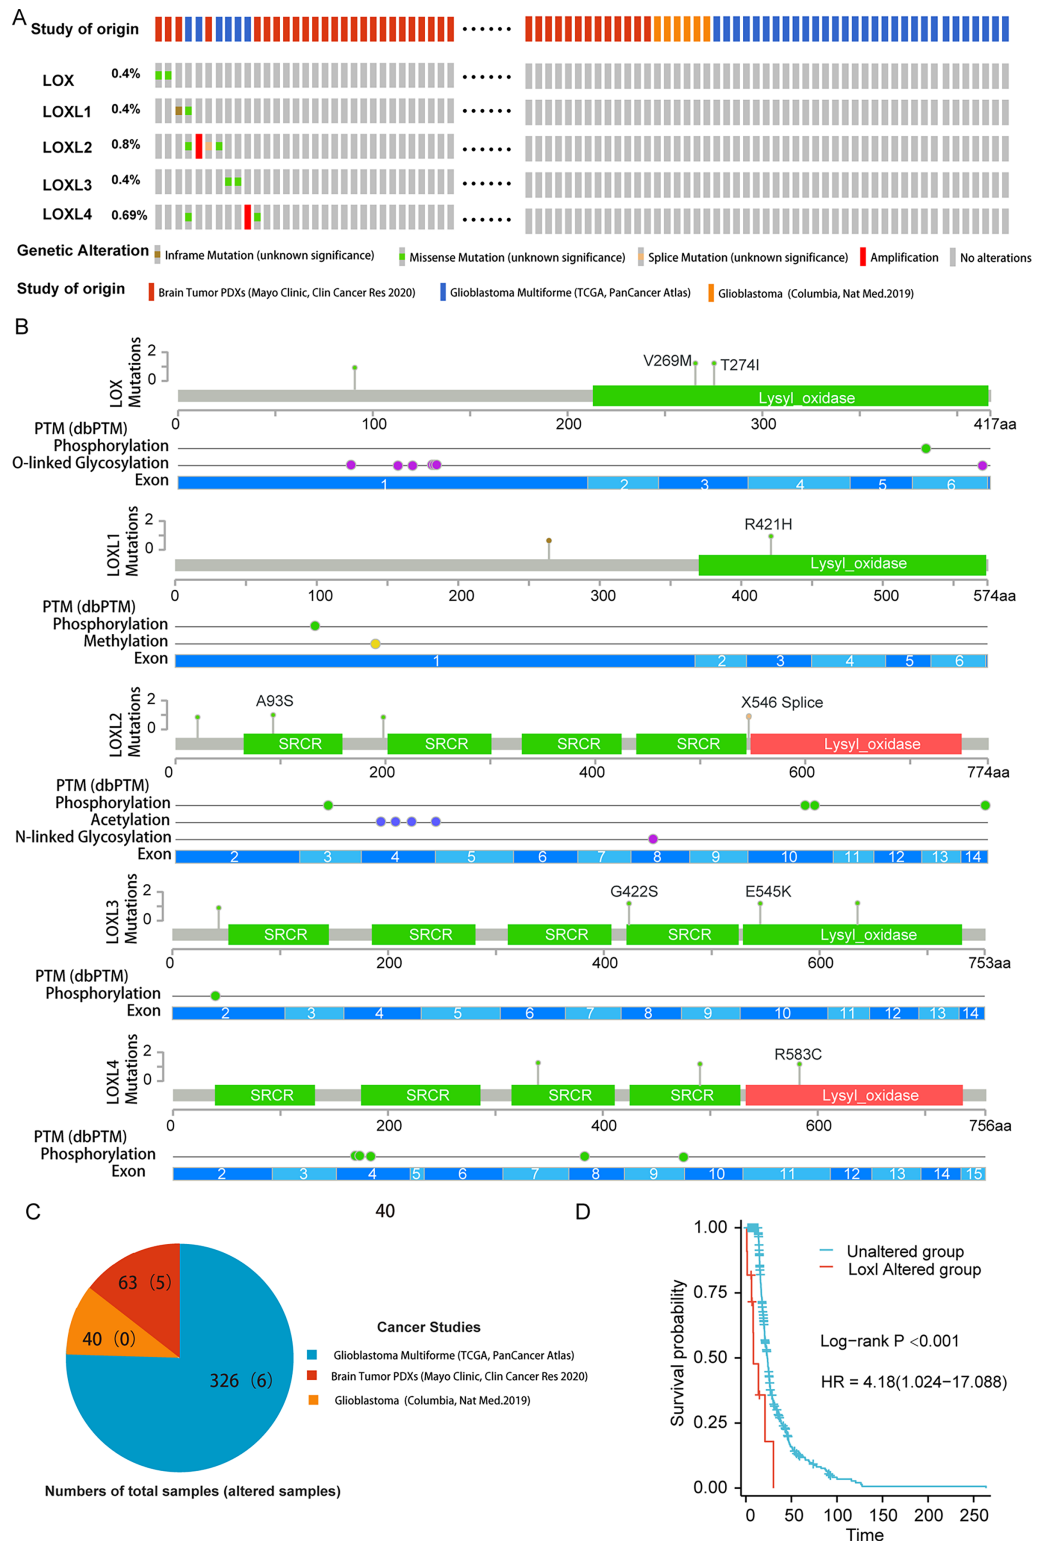 A
Study of origin
LOX 0.4%
LOXL1 0.4%
LOXL2 0.8%
LOXL3 0.4%
LOXL4 0.69%
Genetic Alteration Inframe Mutation (unknown significance) Missense Mutation (unknown significance) Splice Mutation (unknown significance) Amplification No alterations
Study of origin Brain Tumor PDXs (Mayo Clinic, Clin Cancer Res 2020) Glioblastoma Multiforme (TCGA, PanCancer Atlas) Glioblastoma (Columbia, Nat Med.2019)
B
LOX
Mutations
2
0
V269M T274I
Lysyl_oxidase
0 100 200 300 417aa
PTM (dbPTM)
Phosphorylation
O-linked Glycosylation
Exon 1 2 3 4 5 6
LOXL1
Mutations
2
0
R421H
Lysyl_oxidase
0 100 200 300 400 500 574aa
PTM (dbPTM)
Phosphorylation
Methylation
Exon 1 2 3 4 5 6
LOXL2
Mutations
2
0
A93S X546 Splice
SRCR SRCR SRCR SRCR Lysyl_oxidase
0 200 400 600 774aa
PTM (dbPTM)
Phosphorylation
Acetylation
N-linked Glycosylation
Exon 2 3 4 5 6 7 8 9 10 11 12 13 14
LOXL3
Mutations
2
0
G422S E545K
SRCR SRCR SRCR SRCR Lysyl_oxidase
0 200 400 600 753aa
PTM (dbPTM)
Phosphorylation
Exon 2 3 4 5 6 7 8 9 10 11 12 13 14
LOXL4
Mutations
2
0
R583C
SRCR SRCR SRCR SRCR Lysyl_oxidase
0 200 400 600 756aa
PTM (dbPTM)
Phosphorylation
Exon 2 3 4 5 6 7 8 9 10 11 12 13 14 15
C
40
63（5）
40（0）
326（6）
Cancer Studies
Glioblastoma Multiforme (TCGA, PanCancer Atlas)
Brain Tumor PDXs (Mayo Clinic, Clin Cancer Res 2020)
Glioblastoma (Columbia, Nat Med.2019)
Numbers of total samples (altered samples)
D
Survival probability
1.00
0.75
0.50
0.25
0.00
Unaltered group
Loxl Altered group
Log−rank P <0.001
HR = 4.18(1.024−17.088)
0 50 100 150 200 250
Time